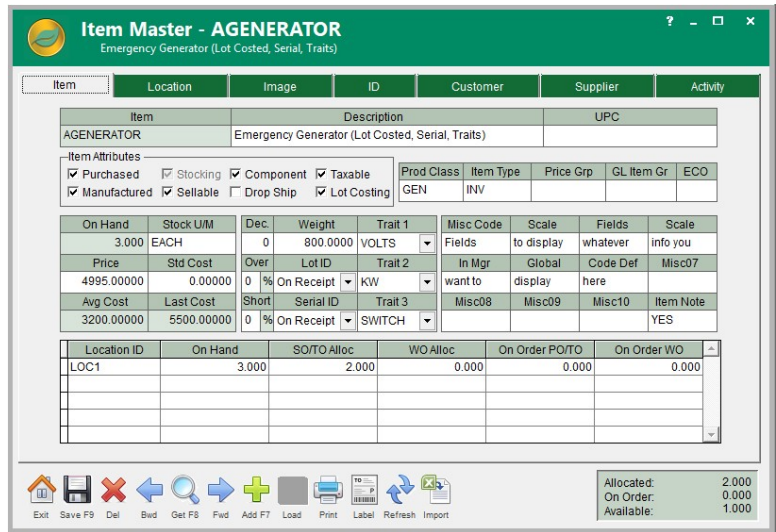 Item Master - AGENERATOR
Emergency Generator (Lot Costed, Serial, Traits)
Item Location Image ID Customer Supplier Activity
Item Description UPC
AGENERATOR Emergency Generator (Lot Costed, Serial, Traits)
Item Attributes
Purchased Stocking Component Taxable
Manufactured Sellable Drop Ship Lot Costing
Prod Class Item Type Price Grp GL Item Gr ECO
GEN INV
On Hand Stock U/M Dec. Weight Trait 1 Misc Code Scale Fields Scale
3.000 EACH 0 800.0000 VOLTS Fields to display whatever info you
Price Std Cost Over Lot ID Trait 2 In Mgr Global Code Def Misc07
4995.00000 0.00000 0 % On Receipt KW want to display here
Avg Cost Last Cost Short Serial ID Trait 3 Misc08 Misc09 Misc10 Item Note
3200.00000 5500.00000 0 % On Receipt SWITCH YES
Location ID On Hand SO/TO Alloc WO Alloc On Order PO/TO On Order WO
LOC1 3.000 2.000 0.000 0.000 0.000
Exit Save F9 Del Bwd Get F8 Fwd Add F7 Load Print Label Refresh Import
Allocated: 2.000
On Order: 0.000
Available: 1.000